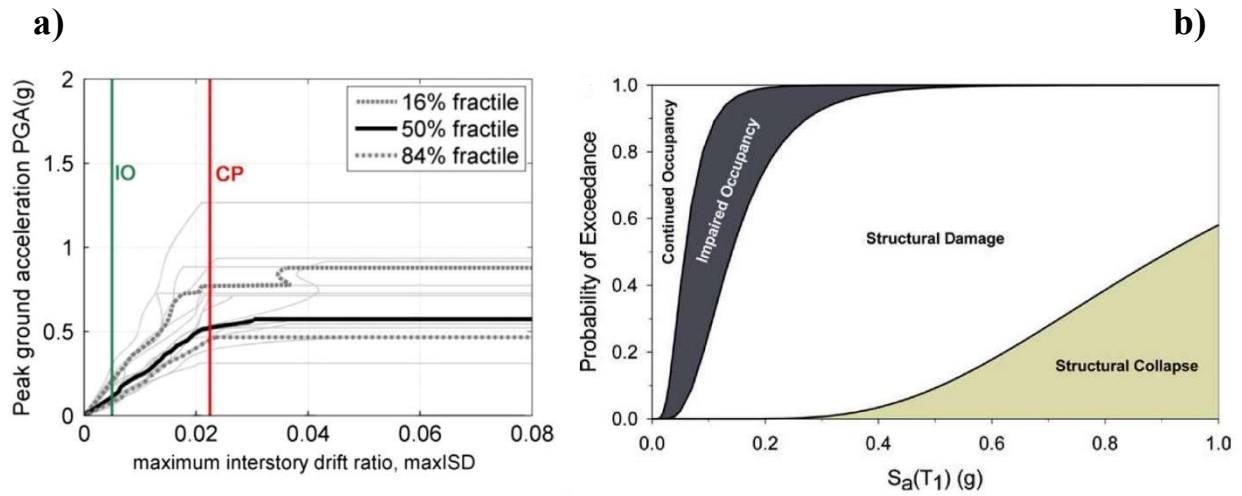 a)
b)
Peak ground acceleration PGA(g)
2
1.5
1
0.5
0
0
0.02
0.04
0.06
0.08
maximum interstory drift ratio, maxISD
IO
CP
16% fractile
50% fractile
84% fractile
Probability of Exceedance
1.0
0.8
0.6
0.4
0.2
0.0
0.0
0.2
0.4
0.6
0.8
1.0
Sa(T1) (g)
Continued Occupancy
Impaired Occupancy
Structural Damage
Structural Collapse